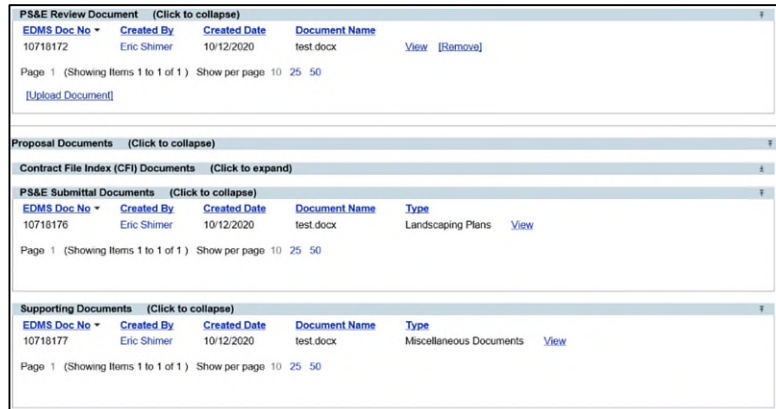 PS&E Review Document (Click to collapse)
EDMS Doc No Created By Created Date Document Name
10718172 Eric Shimer 10/12/2020 test.docx View [Remove]
Page 1 (Showing Items 1 to 1 of 1 ) Show per page 10 25 50
[Upload Document]
Proposal Documents (Click to collapse)
Contract File Index (CFI) Documents (Click to expand)
PS&E Submittal Documents (Click to collapse)
EDMS Doc No Created By Created Date Document Name Type
10718176 Eric Shimer 10/12/2020 test.docx Landscaping Plans View
Page 1 (Showing Items 1 to 1 of 1 ) Show per page 10 25 50
Supporting Documents (Click to collapse)
EDMS Doc No Created By Created Date Document Name Type
10718177 Eric Shimer 10/12/2020 test.docx Miscellaneous Documents View
Page 1 (Showing Items 1 to 1 of 1 ) Show per page 10 25 50